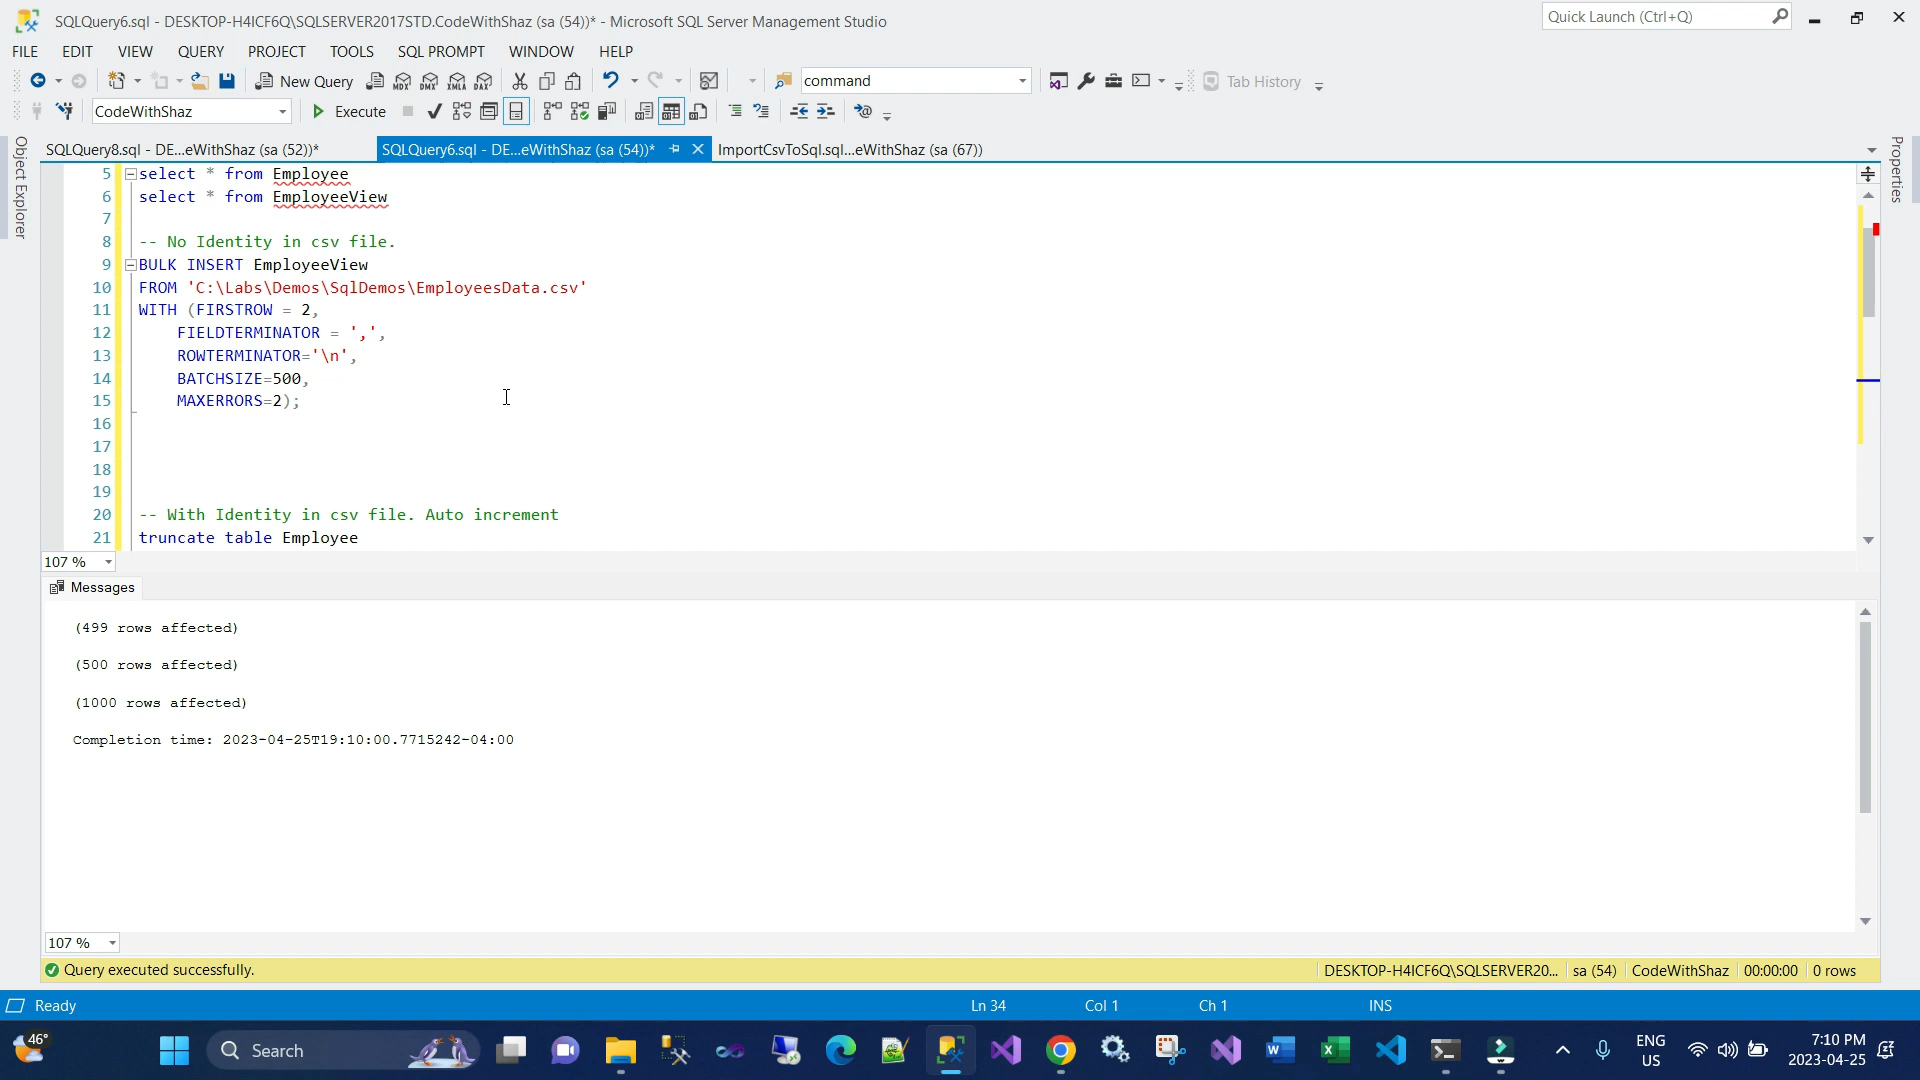 SQLQuery6.sql - DESKTOP-H4ICF6Q\SQLSERVER2017STD.CodeWithShaz (sa (54))* - Microsoft SQL Server Management Studio
Quick Launch (Ctrl+Q)
FILE EDIT VIEW QUERY PROJECT TOOLS SQL PROMPT WINDOW HELP
New Query MDX DMX XMLA DAX command Tab History
CodeWithShaz Execute
SQLQuery8.sql - DE...eWithShaz (sa (52))* SQLQuery6.sql - DE...eWithShaz (sa (54))* ImportCsvToSql.sql...eWithShaz (sa (67))
Object Explorer
Properties
5 select * from Employee
6 select * from EmployeeView
7
8 -- No Identity in csv file.
9 BULK INSERT EmployeeView
10 FROM 'C:\Labs\Demos\SqlDemos\EmployeesData.csv'
11 WITH (FIRSTROW = 2,
12 FIELDTERMINATOR = ',',
13 ROWTERMINATOR='\n',
14 BATCHSIZE=500,
15 MAXERRORS=2);
16
17
18
19
20 -- With Identity in csv file. Auto increment
21 truncate table Employee
107 %
Messages
(499 rows affected)
(500 rows affected)
(1000 rows affected)
Completion time: 2023-04-25T19:10:00.7715242-04:00
107 %
Query executed successfully. DESKTOP-H4ICF6Q\SQLSERVER20... sa (54) CodeWithShaz 00:00:00 0 rows
Ready Ln 34 Col 1 Ch 1 INS
46° Search ENG US 7:10 PM
2023-04-25